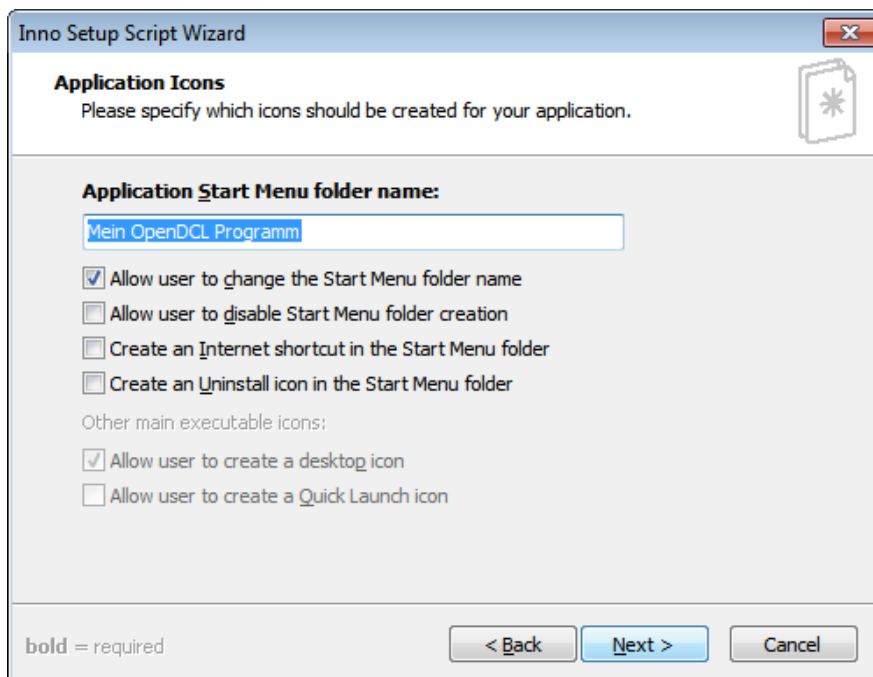 Inno Setup Script Wizard
Application Icons
Please specify which icons should be created for your application.
Application Start Menu folder name:
Mein OpenDCL Programm
Allow user to change the Start Menu folder name
Allow user to disable Start Menu folder creation
Create an Internet shortcut in the Start Menu folder
Create an Uninstall icon in the Start Menu folder
Other main executable icons:
Allow user to create a desktop icon
Allow user to create a Quick Launch icon
bold = required
< Back
Next >
Cancel